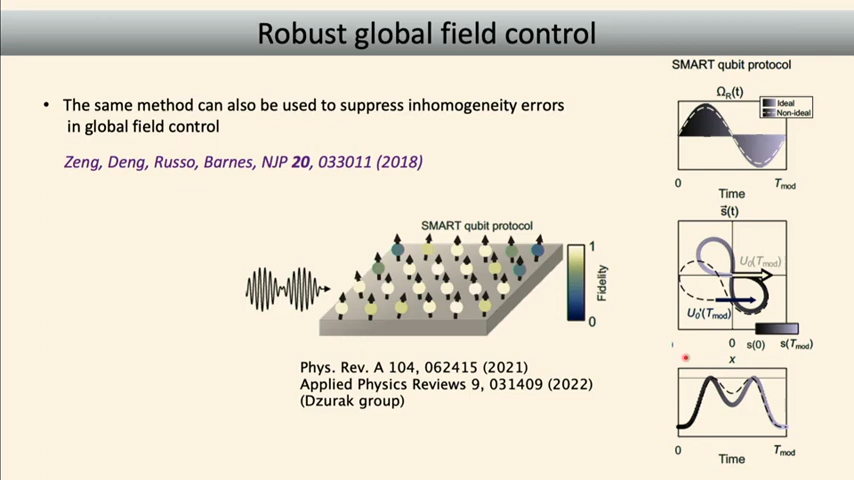 Robust global field control
• The same method can also be used to suppress inhomogeneity errors
in global field control
Zeng, Deng, Russo, Barnes, NJP 20, 033011 (2018)
SMART qubit protocol
1
Fidelity
0
Phys. Rev. A 104, 062415 (2021)
Applied Physics Reviews 9, 031409 (2022)
(Dzurak group)
SMART qubit protocol
Ω_R(t)
Ideal
Non-ideal
0 T_mod
Time
s⃗(t)
U₀(T_mod)
U₀'(T_mod)
0 s(0) s(T_mod)
x
0 T_mod
Time